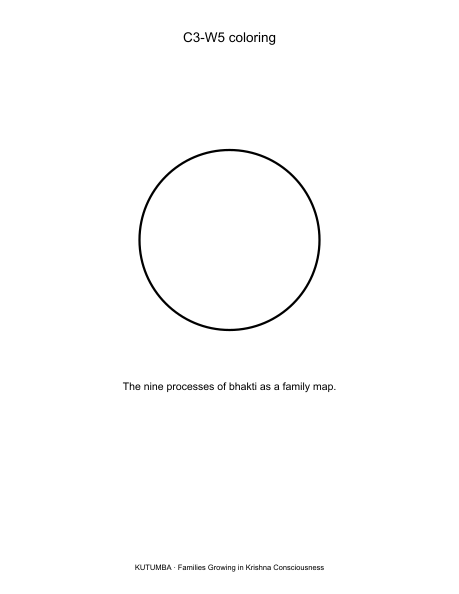 C3-W5 coloring
The nine processes of bhakti as a family map.
KUTUMBA · Families Growing in Krishna Consciousness